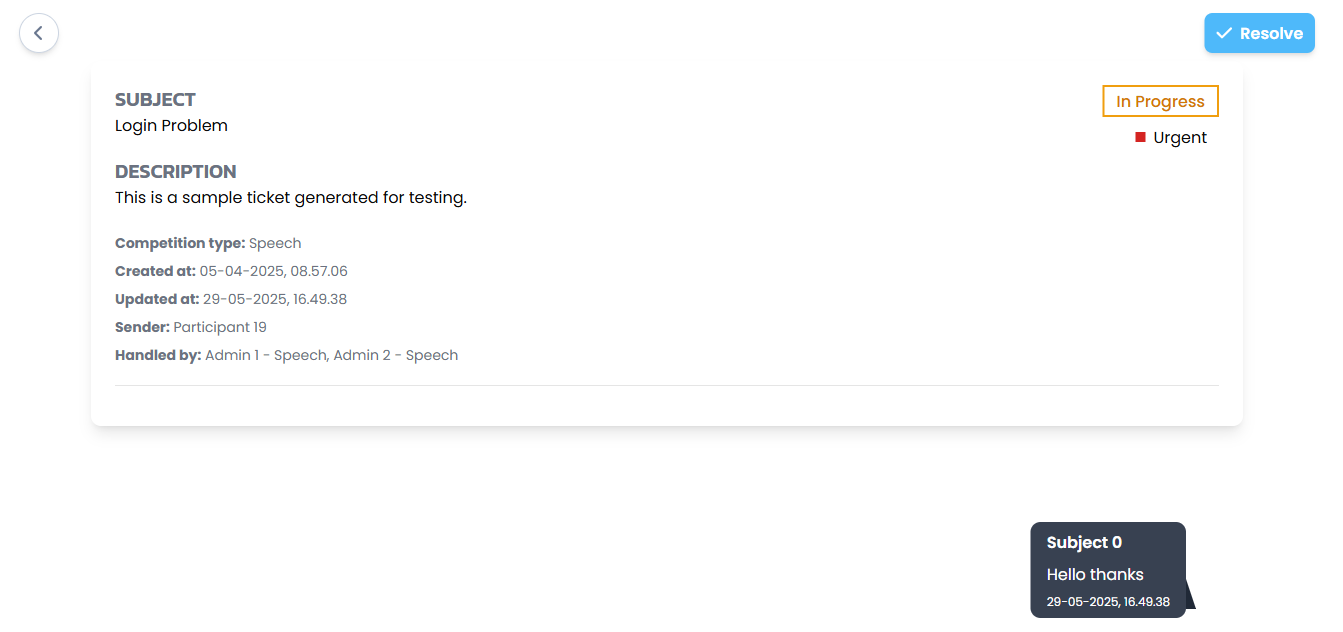 Resolve
SUBJECT
In Progress
Login Problem
Urgent
DESCRIPTION
This is a sample ticket generated for testing.
Competition type: Speech
Created at: 05-04-2025, 08.57.06
Updated at: 29-05-2025, 16.49.38
Sender: Participant 19
Handled by: Admin 1 - Speech, Admin 2 - Speech
Subject 0
Hello thanks
29-05-2025, 16.49.38